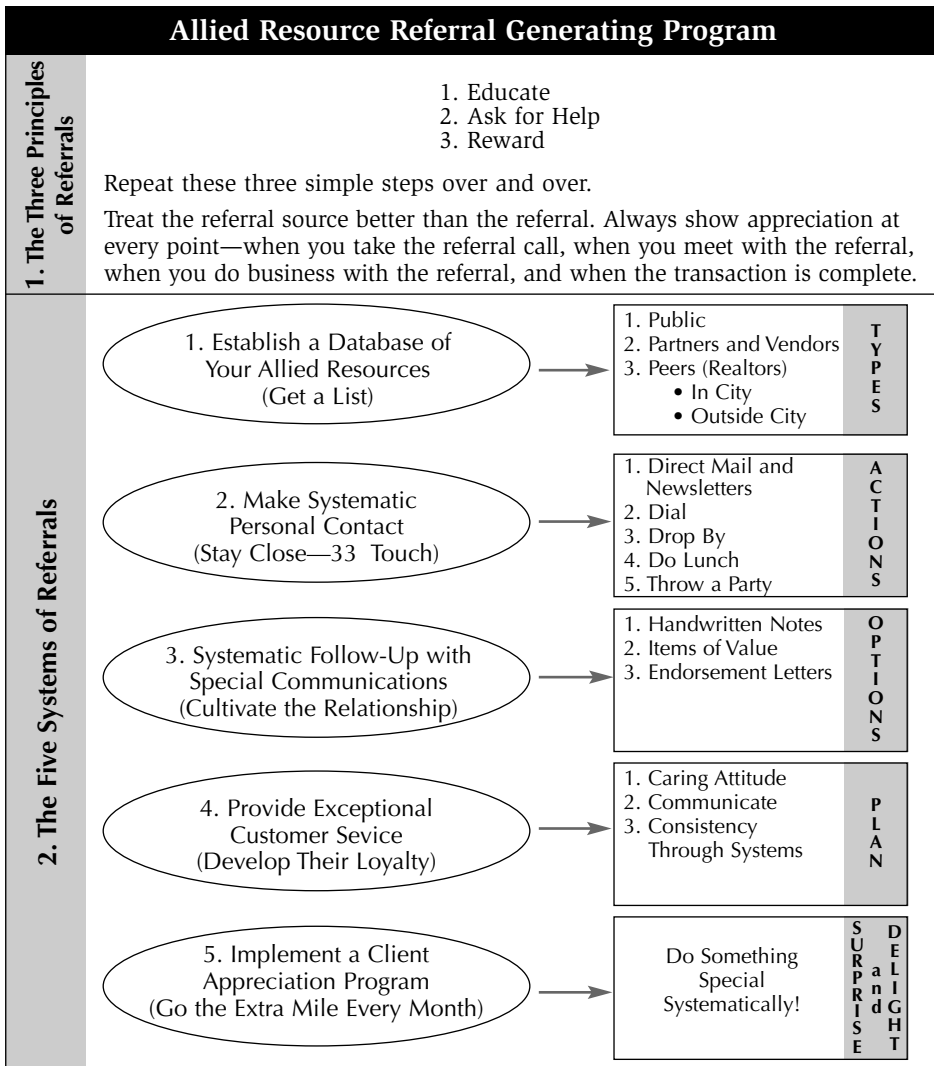 Allied Resource Referral Generating Program
1. The Three Principles
of Referrals
1. Educate
2. Ask for Help
3. Reward
Repeat these three simple steps over and over.
Treat the referral source better than the referral. Always show appreciation at
every point—when you take the referral call, when you meet with the referral,
when you do business with the referral, and when the transaction is complete.
2. The Five Systems of Referrals
1. Establish a Database of
Your Allied Resources
(Get a List)
1. Public
2. Partners and Vendors
3. Peers (Realtors)
• In City
• Outside City
TYPES
2. Make Systematic
Personal Contact
(Stay Close—33 Touch)
1. Direct Mail and
Newsletters
2. Dial
3. Drop By
4. Do Lunch
5. Throw a Party
ACTIONS
3. Systematic Follow-Up with
Special Communications
(Cultivate the Relationship)
1. Handwritten Notes
2. Items of Value
3. Endorsement Letters
OPTIONS
4. Provide Exceptional
Customer Sevice
(Develop Their Loyalty)
1. Caring Attitude
2. Communicate
3. Consistency
Through Systems
PLAN
5. Implement a Client
Appreciation Program
(Go the Extra Mile Every Month)
Do Something
Special
Systematically!
SURPRISE
and
DELIGHT